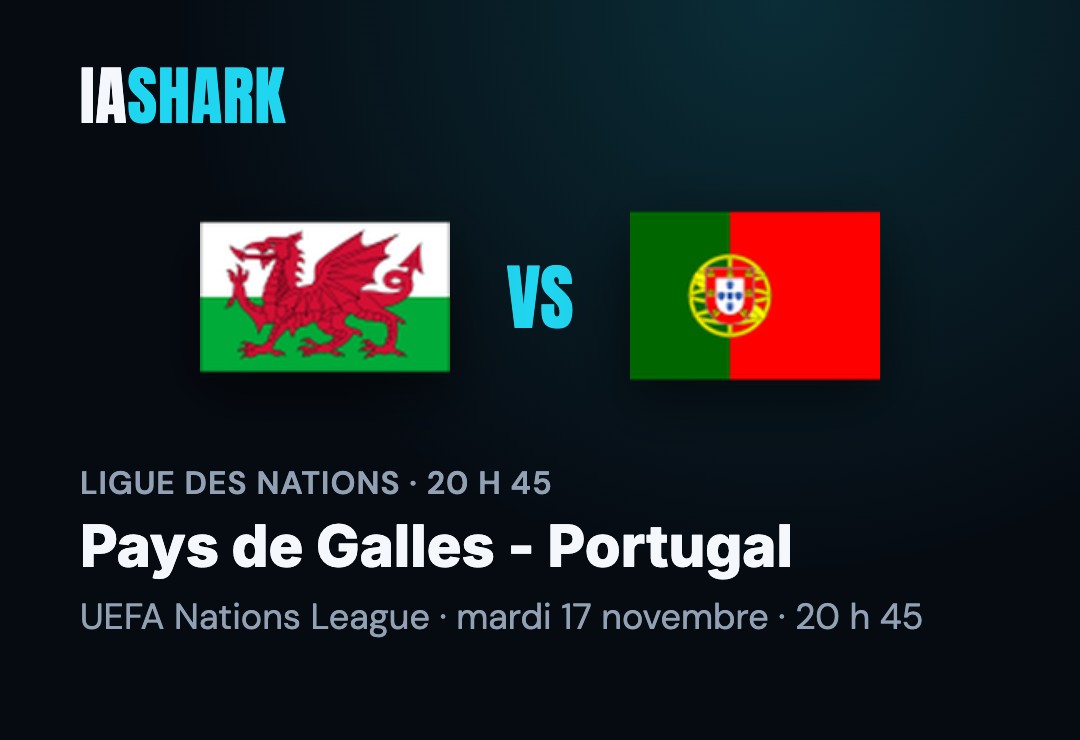 IASHARK
VS
LIGUE DES NATIONS · 20 H 45
Pays de Galles - Portugal
UEFA Nations League · mardi 17 novembre · 20 h 45